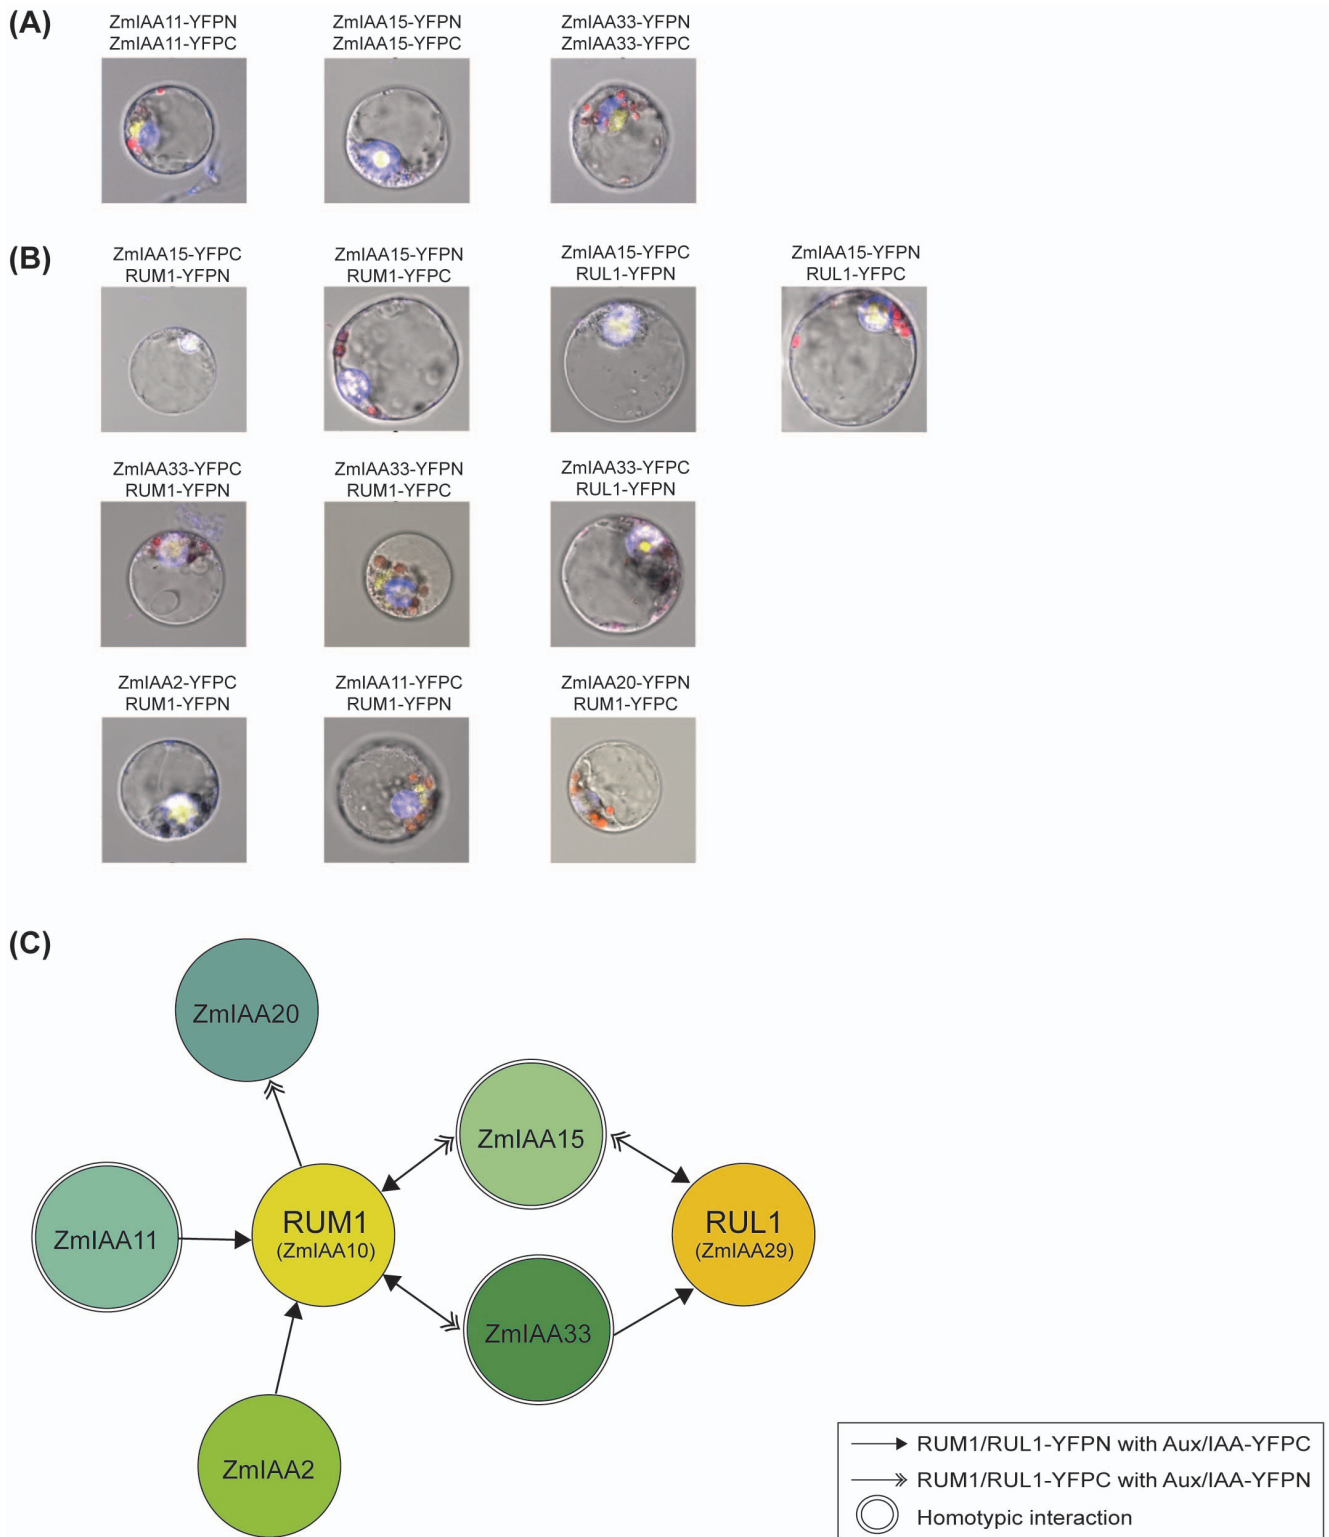 (A)
ZmIAA11-YFPN
ZmIAA11-YFPC
ZmIAA15-YFPN
ZmIAA15-YFPC
ZmIAA33-YFPN
ZmIAA33-YFPC
(B)
ZmIAA15-YFPC
RUM1-YFPN
ZmIAA15-YFPN
RUM1-YFPC
ZmIAA15-YFPC
RUL1-YFPN
ZmIAA15-YFPN
RUL1-YFPC
ZmIAA33-YFPC
RUM1-YFPN
ZmIAA33-YFPN
RUM1-YFPC
ZmIAA33-YFPC
RUL1-YFPN
ZmIAA2-YFPC
RUM1-YFPN
ZmIAA11-YFPC
RUM1-YFPN
ZmIAA20-YFPN
RUM1-YFPC
(C)
ZmIAA20
ZmIAA15
ZmIAA11
RUM1
(ZmIAA10)
RUL1
(ZmIAA29)
ZmIAA33
ZmIAA2
RUM1/RUL1-YFPN with Aux/IAA-YFPC
RUM1/RUL1-YFPC with Aux/IAA-YFPN
Homotypic interaction